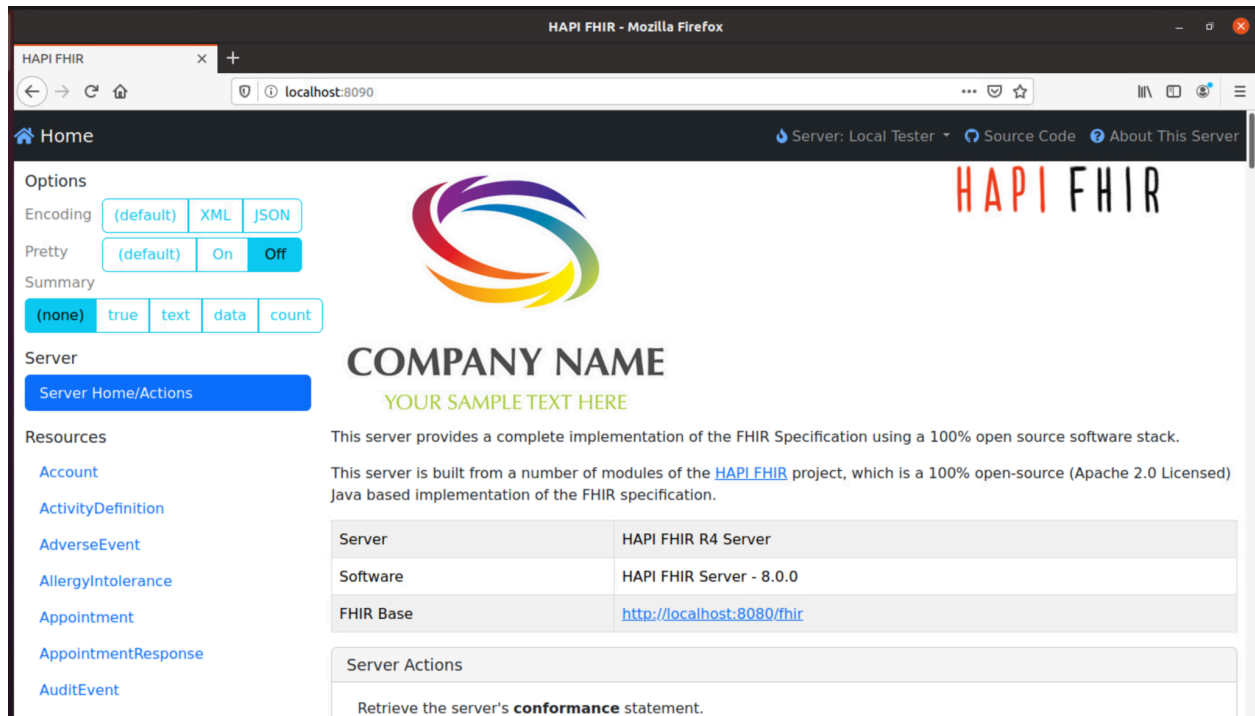 HAPI FHIR - Mozilla Firefox
HAPI FHIR
localhost:8090
Home
Server: Local Tester
Source Code
About This Server
Options
Encoding (default) XML JSON
Pretty (default) On Off
Summary
(none) true text data count
Server
Server Home/Actions
Resources
Account
ActivityDefinition
AdverseEvent
AllergyIntolerance
Appointment
AppointmentResponse
AuditEvent
HAPI FHIR
COMPANY NAME
YOUR SAMPLE TEXT HERE
This server provides a complete implementation of the FHIR Specification using a 100% open source software stack.
This server is built from a number of modules of the HAPI FHIR project, which is a 100% open-source (Apache 2.0 Licensed)
Java based implementation of the FHIR specification.
Server HAPI FHIR R4 Server
Software HAPI FHIR Server - 8.0.0
FHIR Base http://localhost:8080/fhir
Server Actions
Retrieve the server's conformance statement.